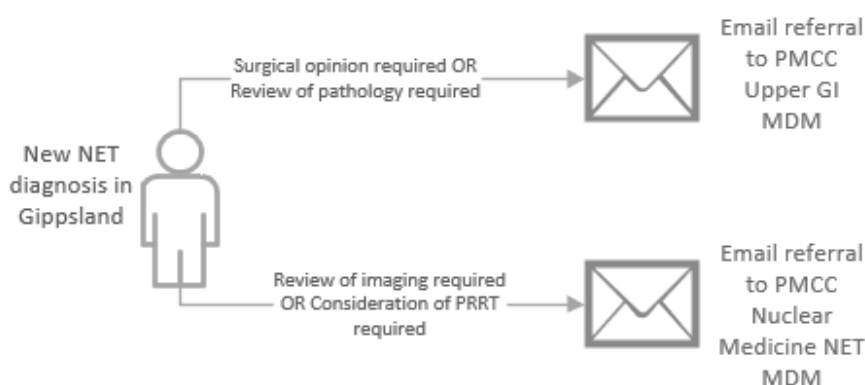 New NET
diagnosis in
Gippsland
Surgical opinion required OR
Review of pathology required
Email referral
to PMCC
Upper GI
MDM
Review of imaging required
OR Consideration of PRRT
required
Email referral
to PMCC
Nuclear
Medicine NET
MDM